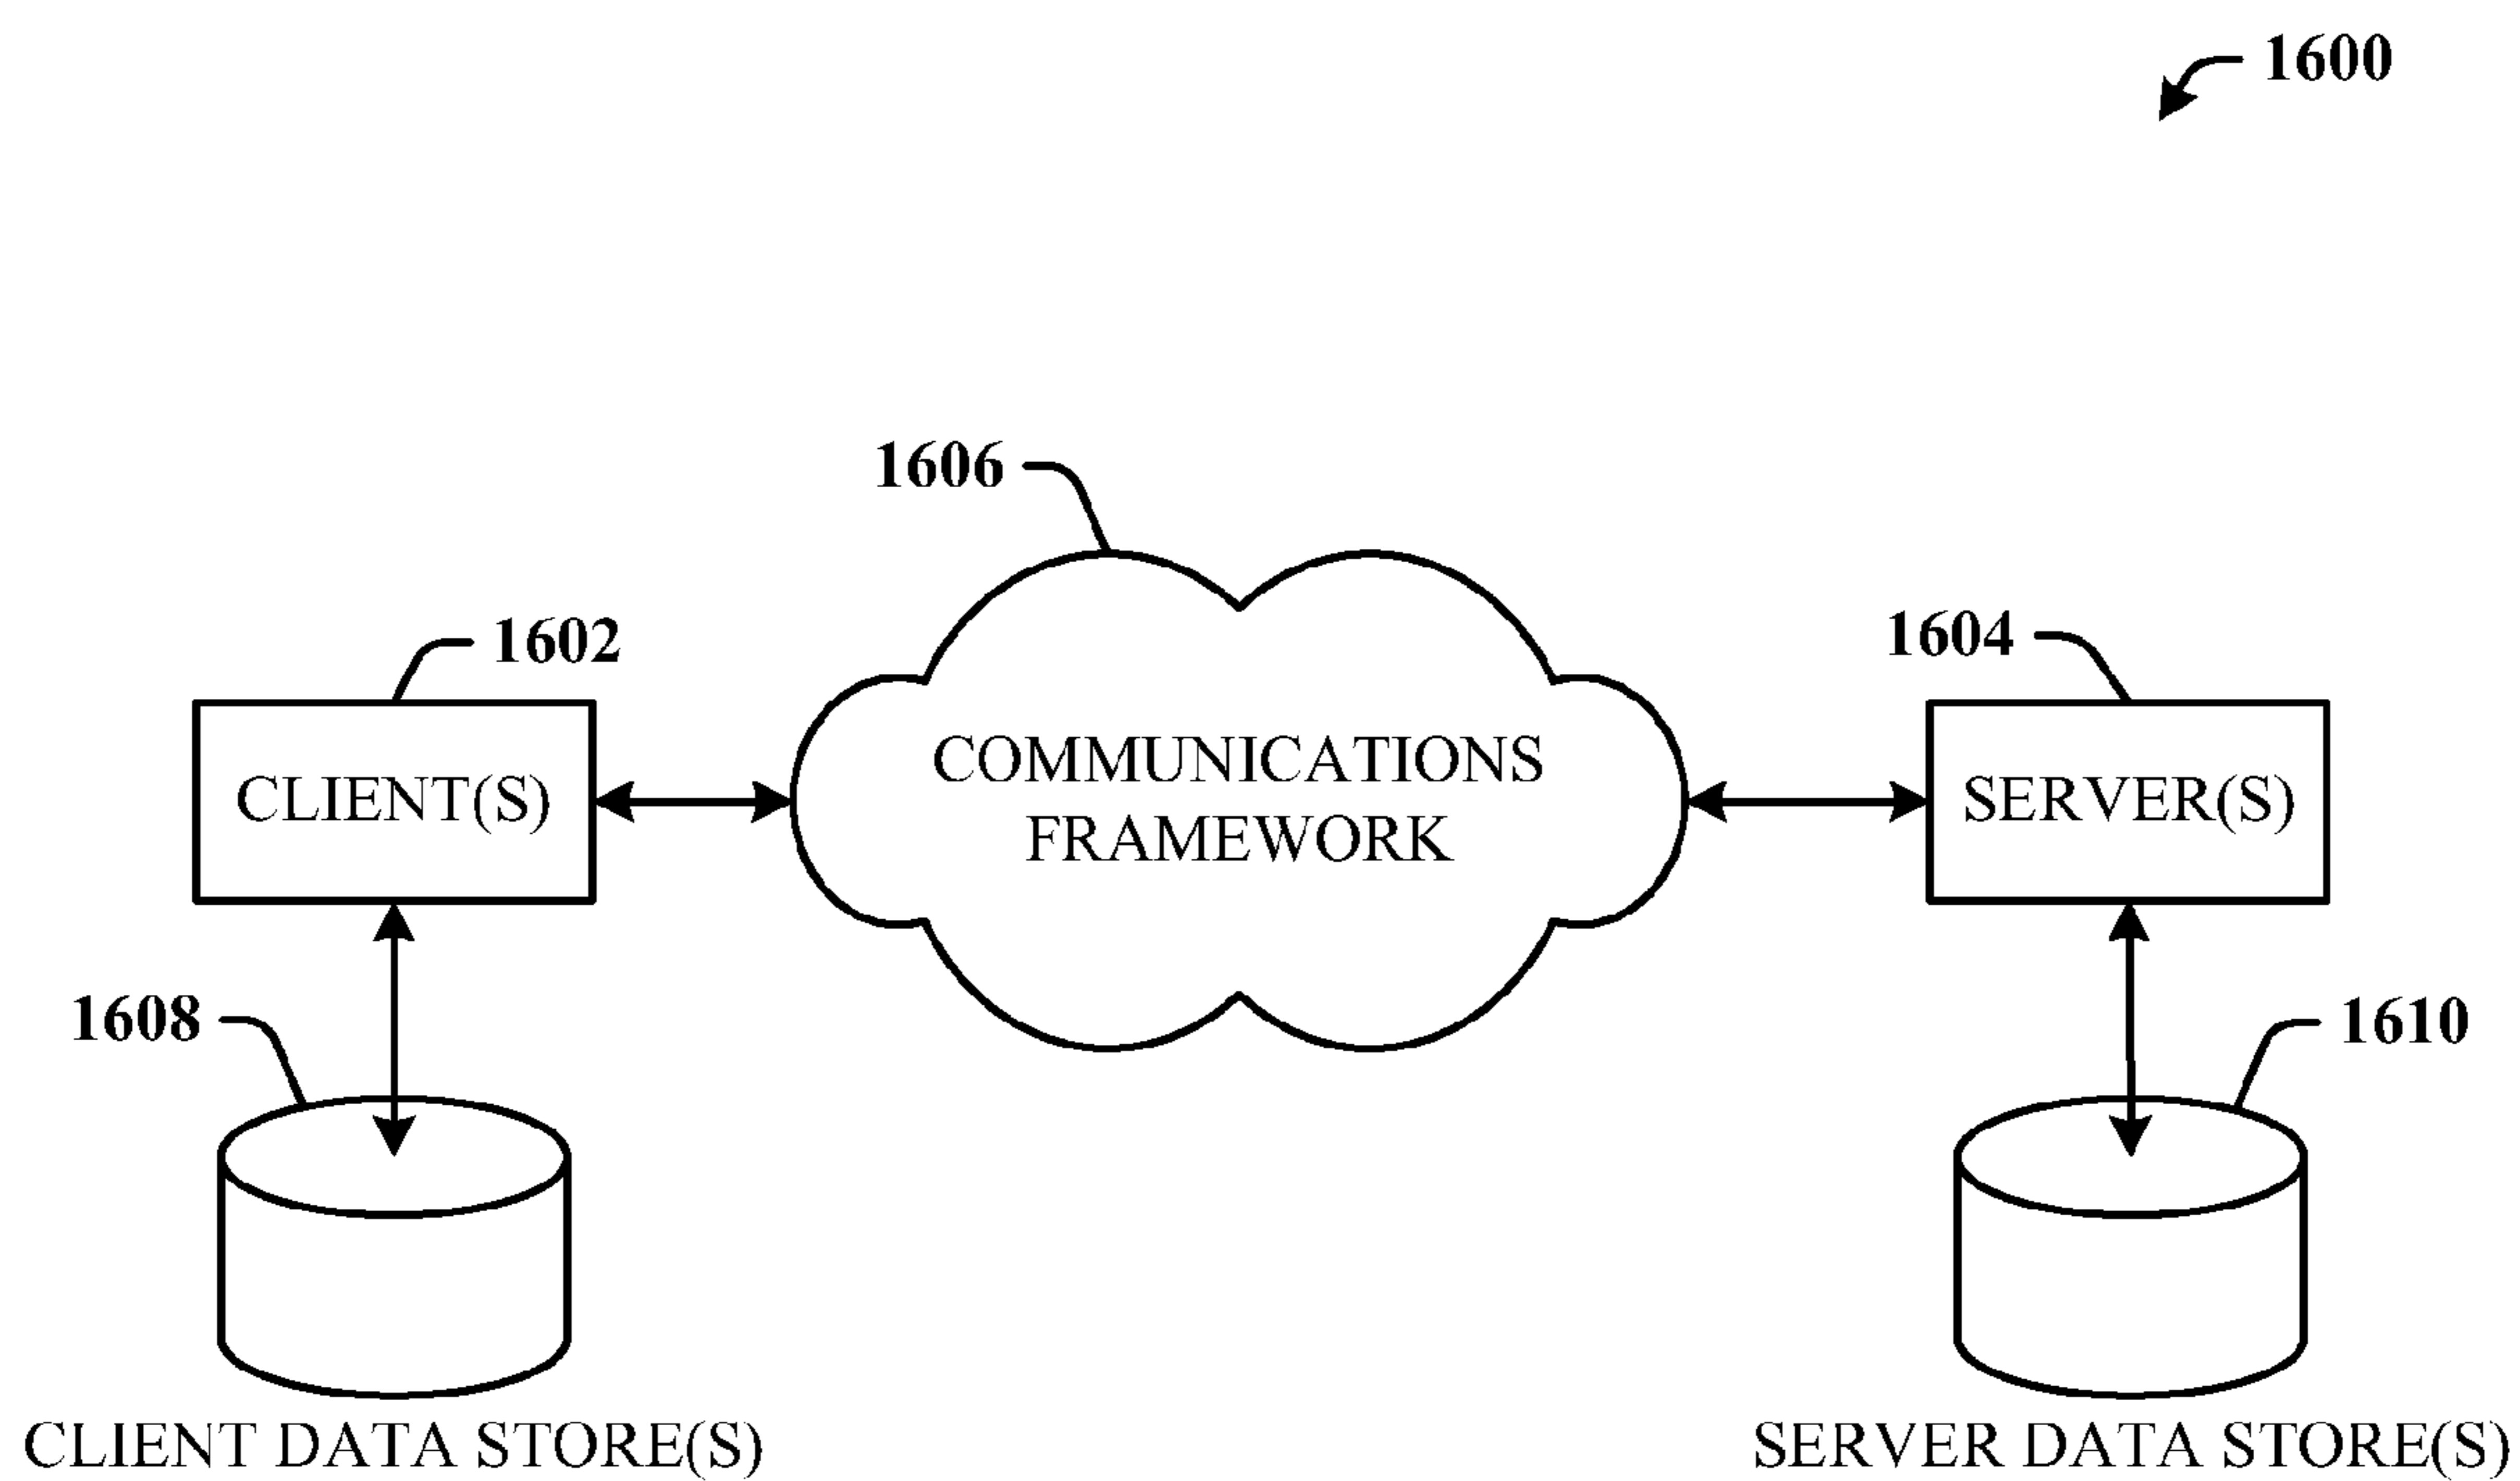 1600
1606
1602
1604
CLIENT(S)
COMMUNICATIONS
FRAMEWORK
SERVER(S)
1608
1610
CLIENT DATA STORE(S)
SERVER DATA STORE(S)